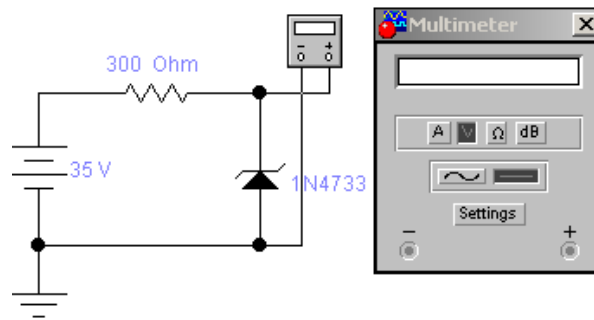 Multimeter
300 Ohm
A V Ω dB
35 V
1N4733
Settings
− +
− +